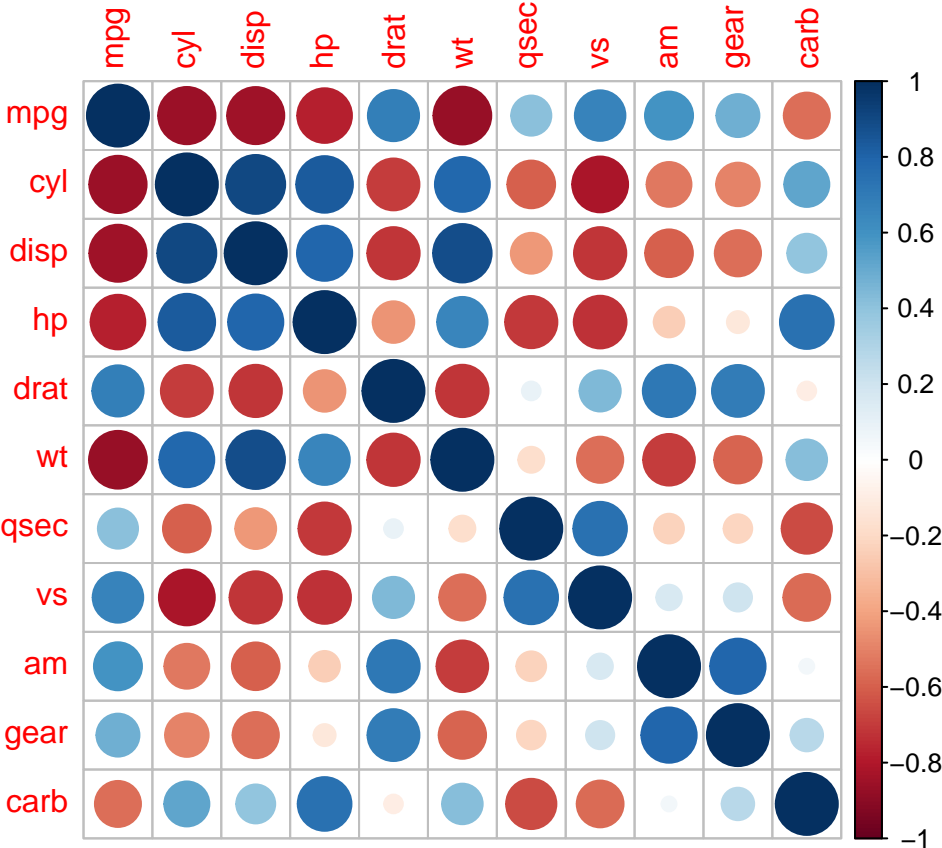 mpg cyl disp hp drat wt qsec vs am gear carb
mpg
cyl
disp
hp
drat
wt
qsec
vs
am
gear
carb
1
0.8
0.6
0.4
0.2
0
−0.2
−0.4
−0.6
−0.8
−1